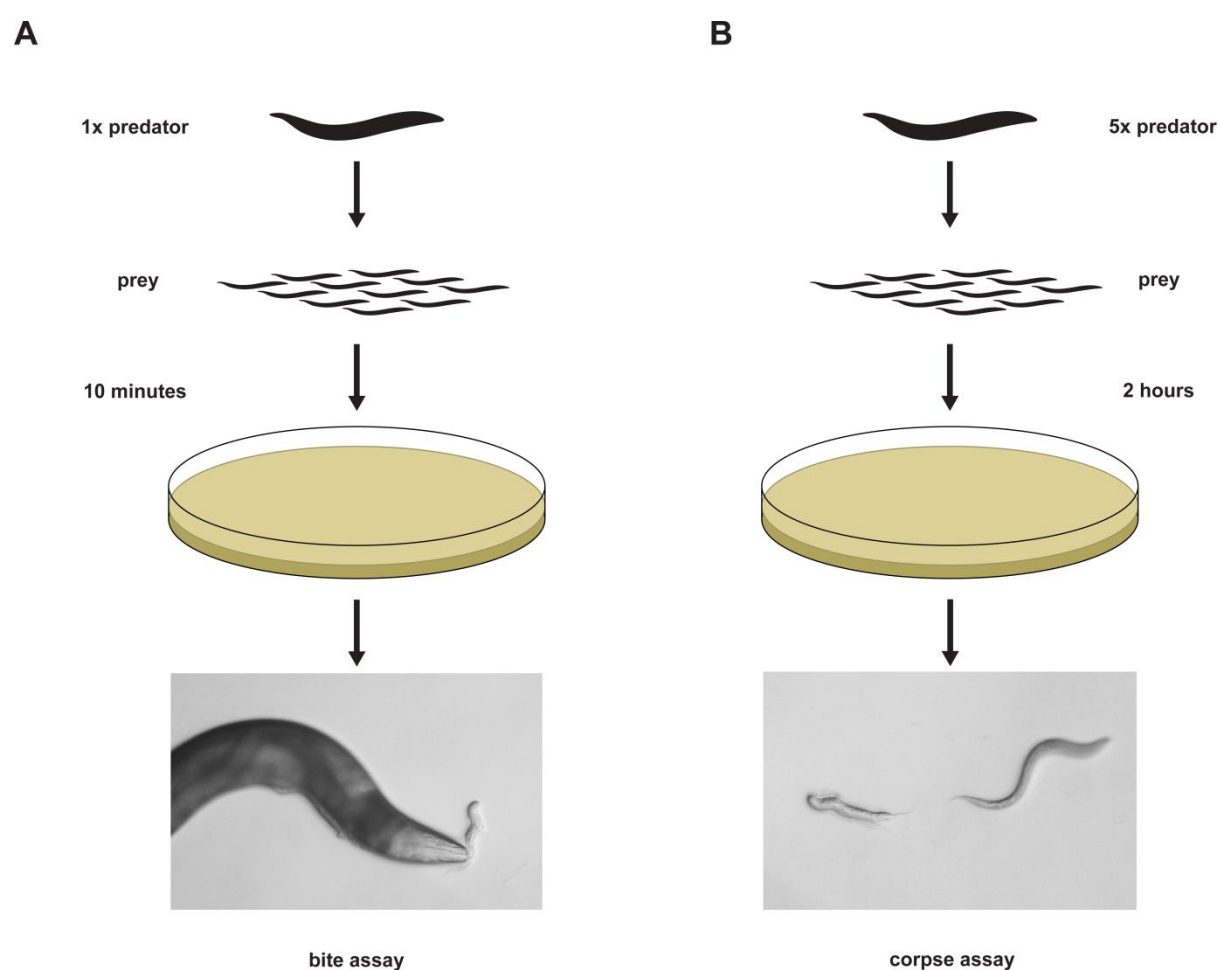 A
1x predator
prey
10 minutes
bite assay
B
5x predator
prey
2 hours
corpse assay